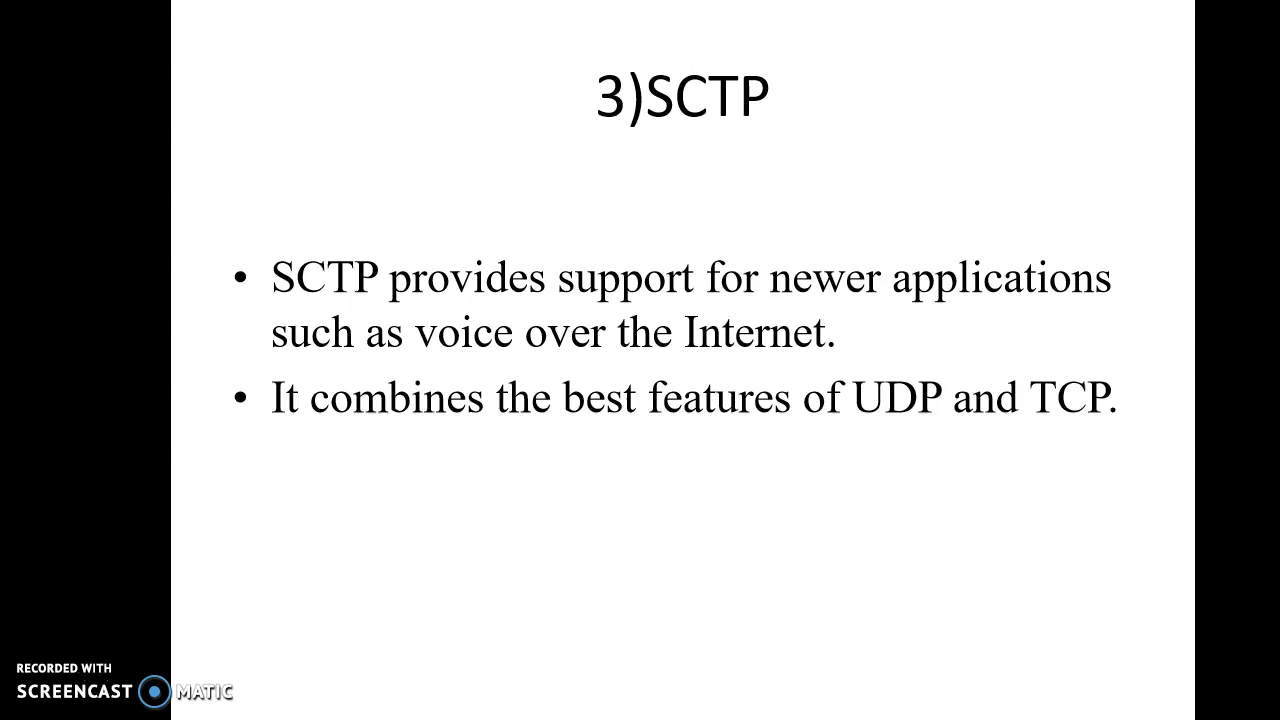 3)SCTP
• SCTP provides support for newer applications
such as voice over the Internet.
• It combines the best features of UDP and TCP.
RECORDED WITH
SCREENCAST MATIC